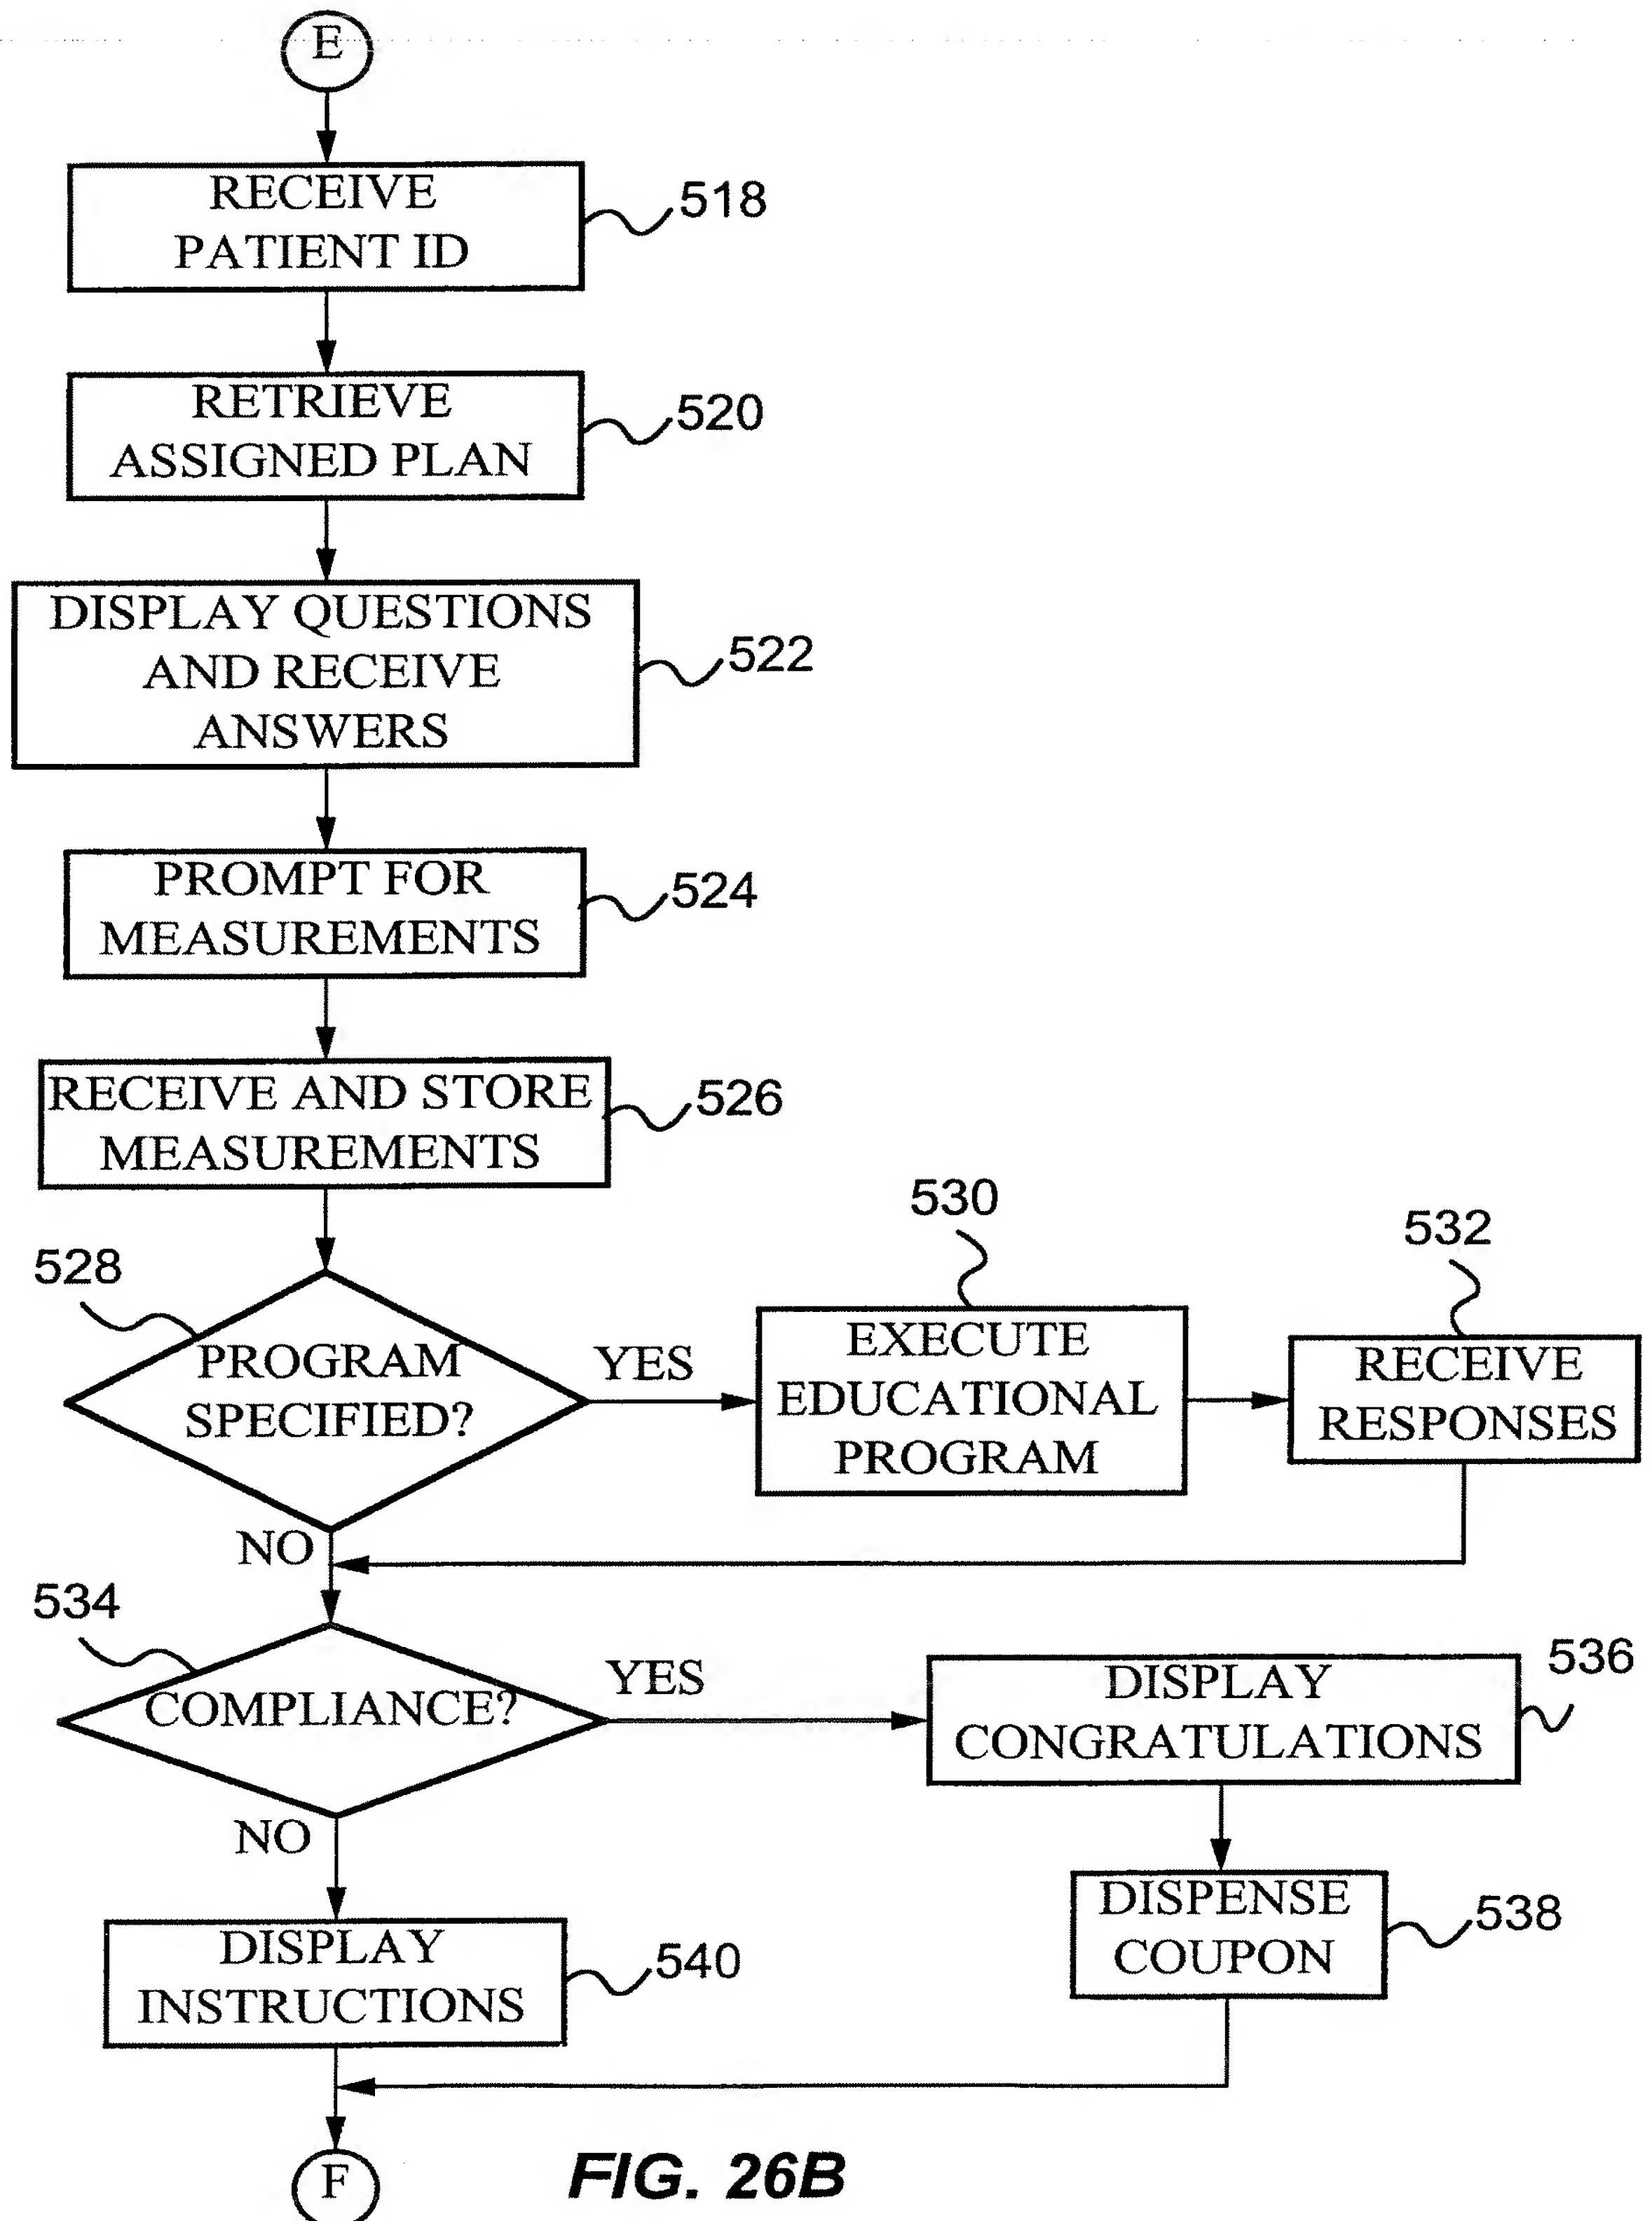 E
RECEIVE
PATIENT ID
518
RETRIEVE
ASSIGNED PLAN
520
DISPLAY QUESTIONS
AND RECEIVE
ANSWERS
522
PROMPT FOR
MEASUREMENTS
524
RECEIVE AND STORE
MEASUREMENTS
526
528
PROGRAM
SPECIFIED?
YES
530
EXECUTE
EDUCATIONAL
PROGRAM
532
RECEIVE
RESPONSES
NO
534
COMPLIANCE?
YES
DISPLAY
CONGRATULATIONS
536
NO
DISPENSE
COUPON
538
DISPLAY
INSTRUCTIONS
540
F
FIG. 26B